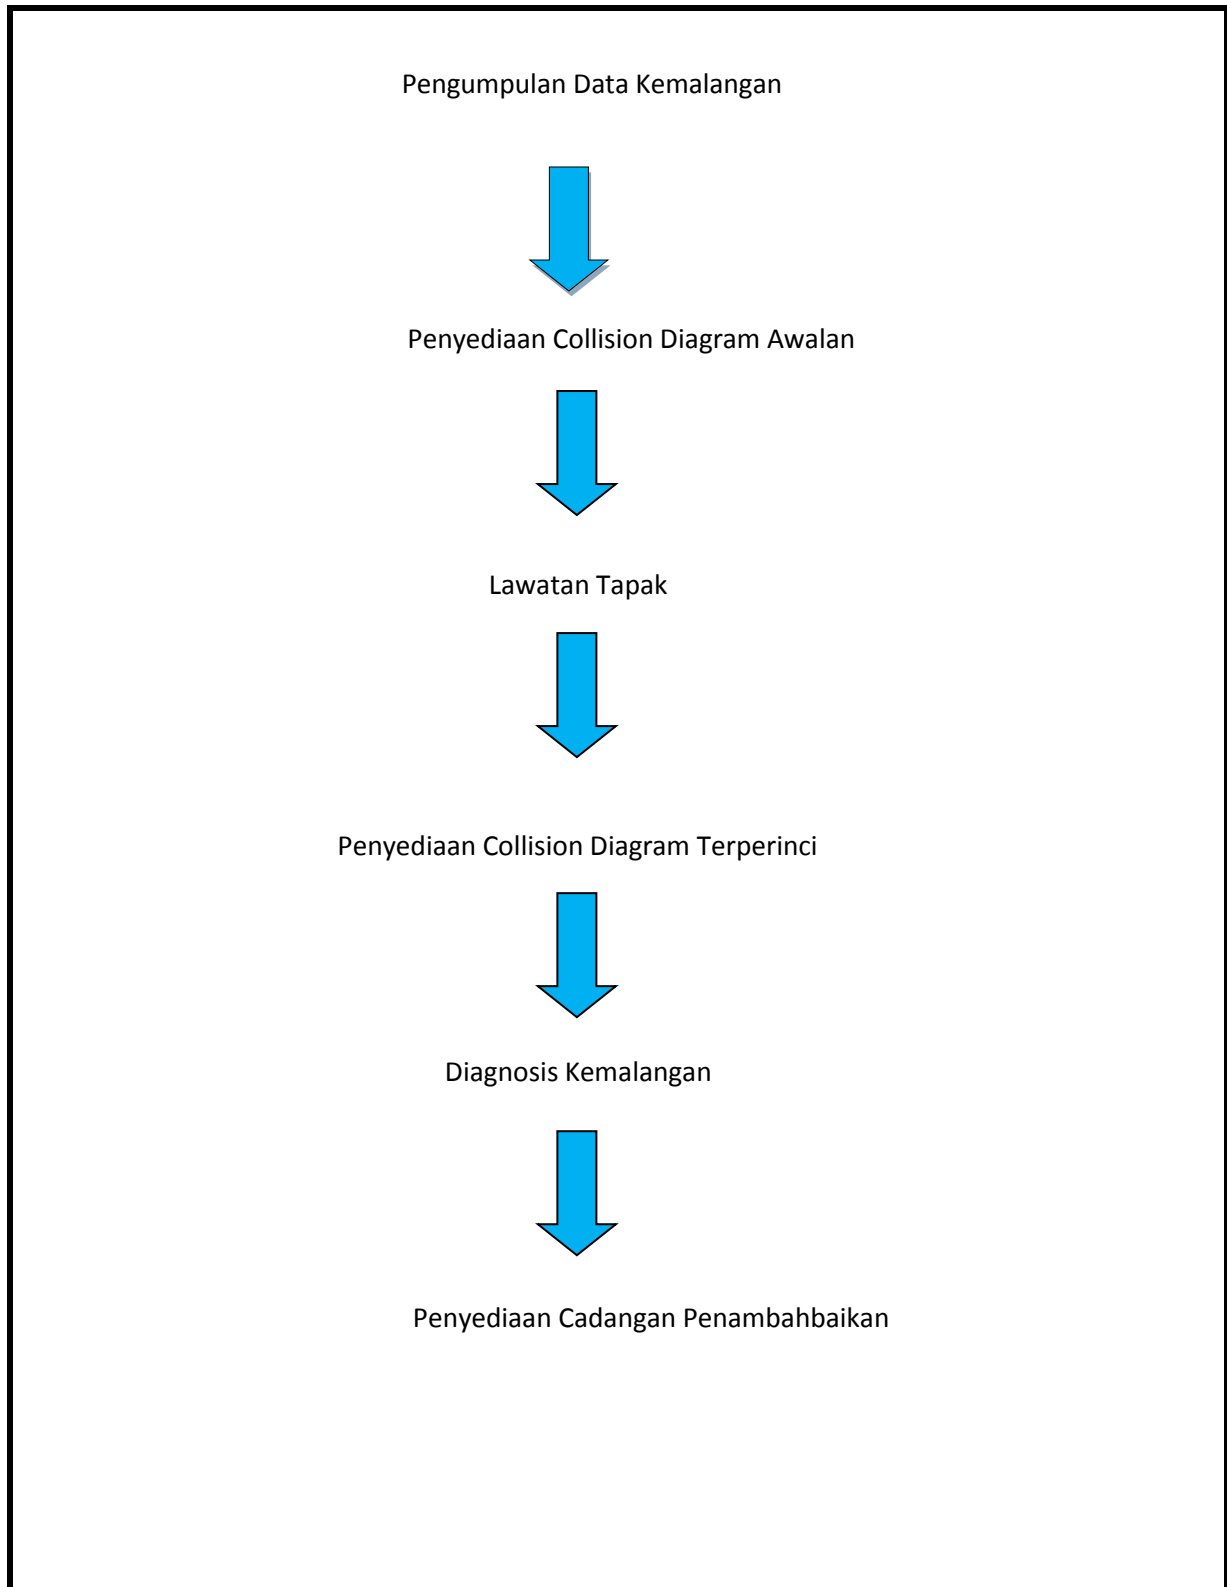 Pengumpulan Data Kemalangan
Penyediaan Collision Diagram Awalan
Lawatan Tapak
Penyediaan Collision Diagram Terperinci
Diagnosis Kemalangan
Penyediaan Cadangan Penambahbaikan